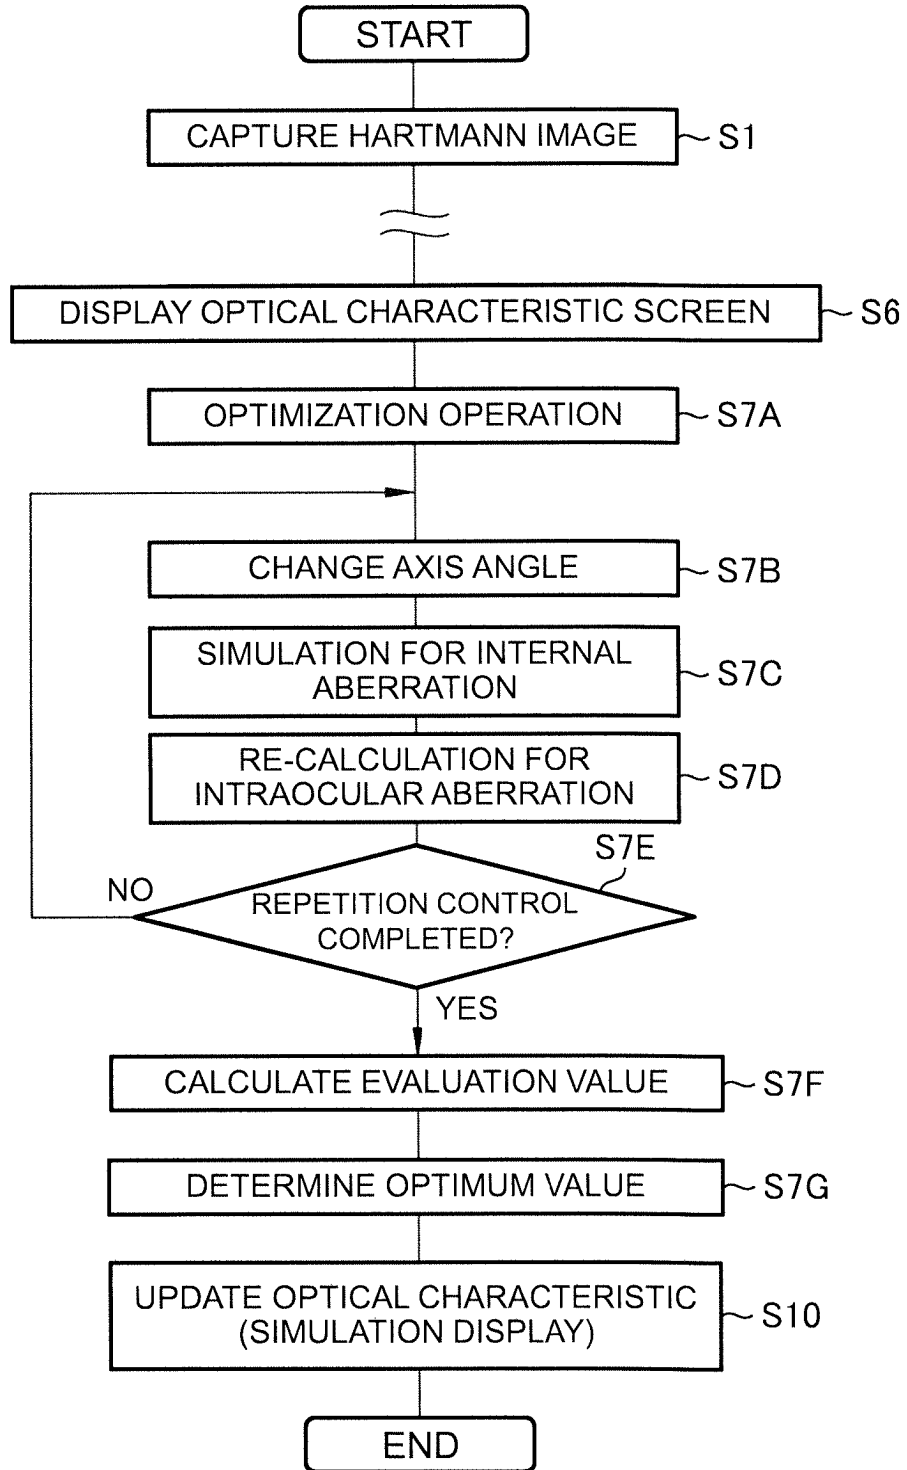 START
CAPTURE HARTMANN IMAGE
S1
DISPLAY OPTICAL CHARACTERISTIC SCREEN
S6
OPTIMIZATION OPERATION
S7A
CHANGE AXIS ANGLE
S7B
SIMULATION FOR INTERNAL
ABERRATION
S7C
RE-CALCULATION FOR
INTRAOCULAR ABERRATION
S7D
S7E
NO
REPETITION CONTROL
COMPLETED?
YES
CALCULATE EVALUATION VALUE
S7F
DETERMINE OPTIMUM VALUE
S7G
UPDATE OPTICAL CHARACTERISTIC
(SIMULATION DISPLAY)
S10
END